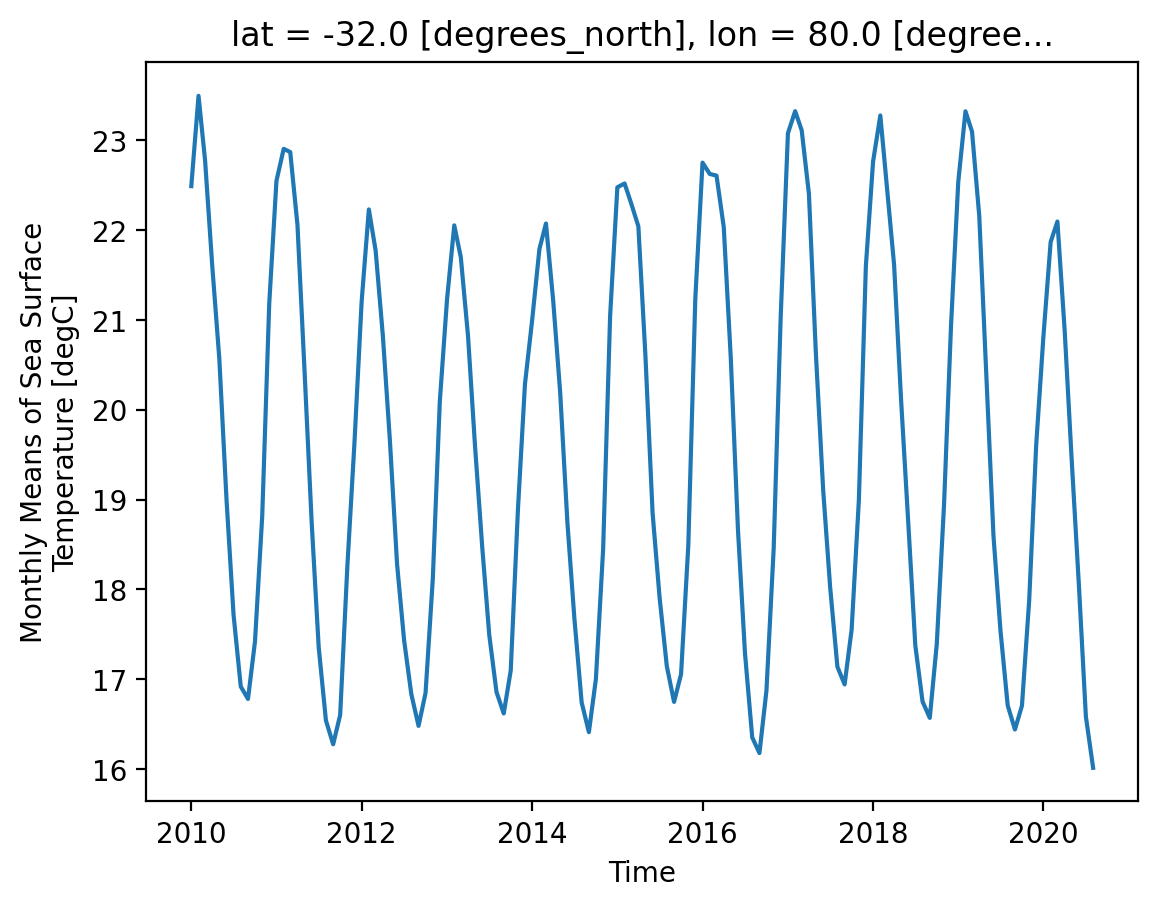 lat = -32.0 [degrees_north], lon = 80.0 [degree...
Monthly Means of Sea Surface
Temperature [degC]
23
22
21
20
19
18
17
16
2010 2012 2014 2016 2018 2020
Time